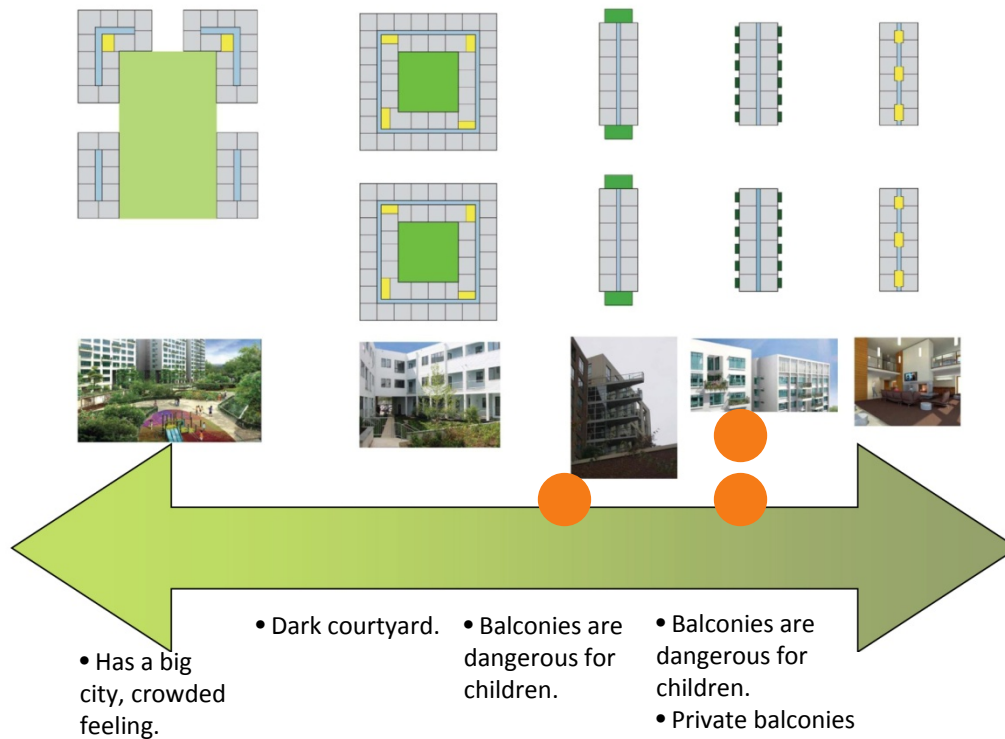 • Has a big
city, crowded
feeling.
• Dark courtyard.
• Balconies are
dangerous for
children.
• Balconies are
dangerous for
children.
• Private balconies